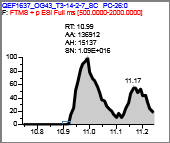 QEF1637_OG43_T3-14-2-7_SC PC-26:0
F: FTMS + p ESI Full ms [500.0000-2000.0000]
RT: 10.99
AA: 136912
AH: 15137
SN: 1.09E+016
100
80
11.17
60
40
20
0
10.8 10.9 11.0 11.1 11.2